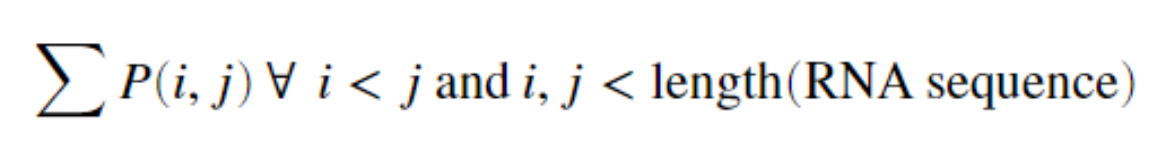 ∑ P(i, j) ∀ i < j and i, j < length(RNA sequence)